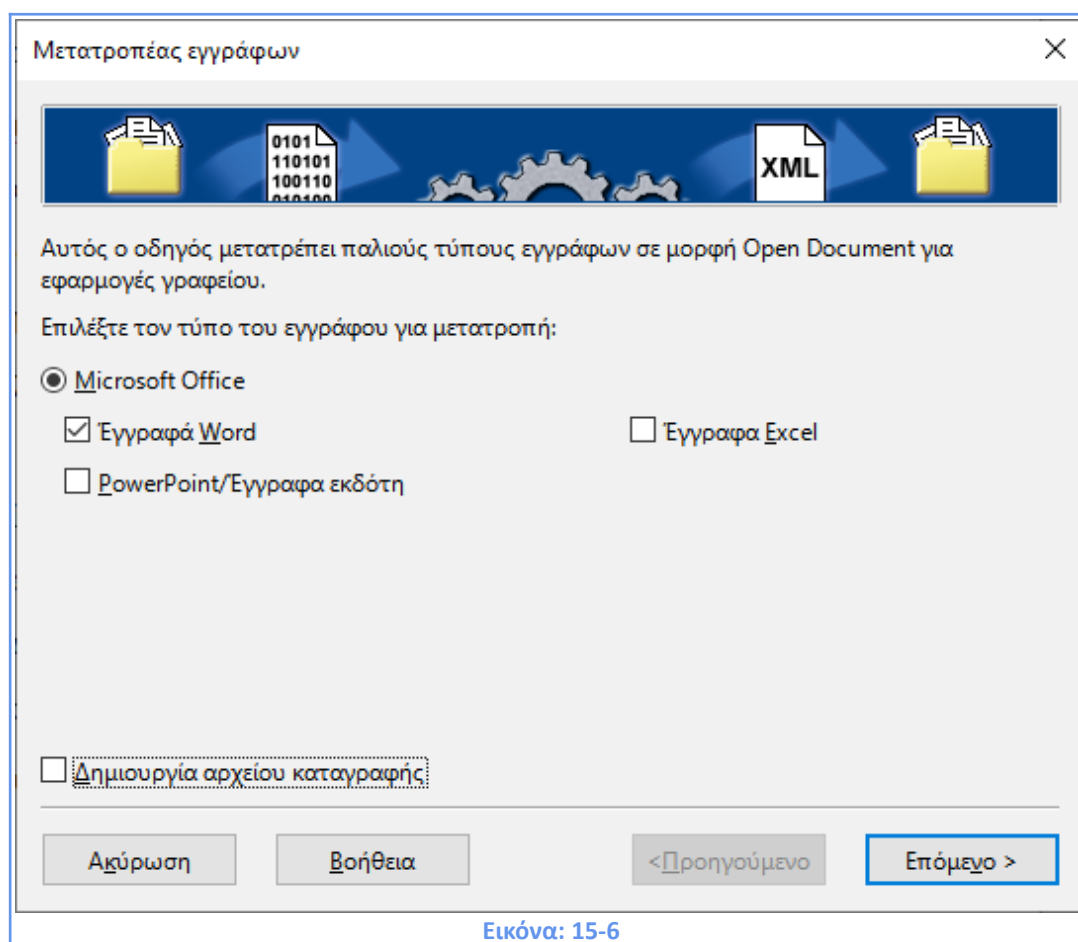 Μετατροπέας εγγράφων
0101
110101
100110
010100
XML
Αυτός ο οδηγός μετατρέπει παλιούς τύπους εγγράφων σε μορφή Open Document για
εφαρμογές γραφείου.
Επιλέξτε τον τύπο του εγγράφου για μετατροπή:
Microsoft Office
Έγγραφά Word
Έγγραφα Excel
PowerPoint/Έγγραφα εκδότη
Δημιουργία αρχείου καταγραφής
Ακύρωση
Βοήθεια
<Προηγούμενο
Επόμενο >
Εικόνα: 15-6